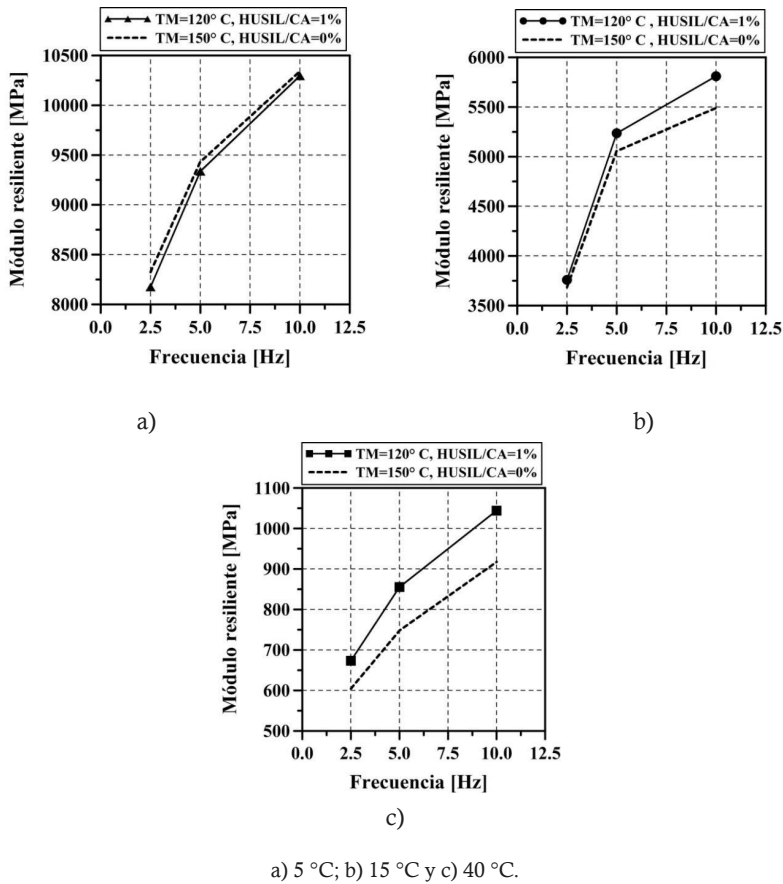 TM=120° C, HUSIL/CA=1%
TM=150° C, HUSIL/CA=0%
10500
10000
9500
9000
8500
8000
Módulo resiliente [MPa]
0.0 2.5 5.0 7.5 10.0 12.5
Frecuencia [Hz]
a)
TM=120° C , HUSIL/CA=1%
TM=150° C , HUSIL/CA=0%
6000
5500
5000
4500
4000
3500
Módulo resiliente [MPa]
0.0 2.5 5.0 7.5 10.0 12.5
Frecuencia [Hz]
b)
TM=120° C, HUSIL/CA=1%
TM=150° C, HUSIL/CA=0%
1100
1000
900
800
700
600
500
Módulo resiliente [MPa]
0.0 2.5 5.0 7.5 10.0 12.5
Frecuencia [Hz]
c)
a) 5 °C; b) 15 °C y c) 40 °C.